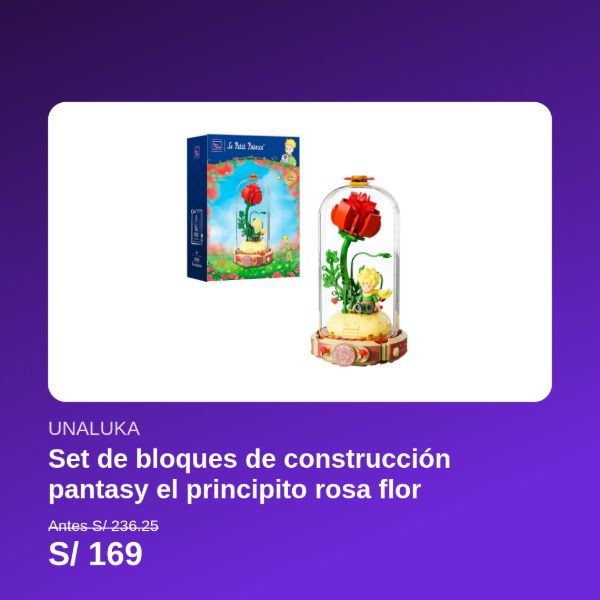 Le Petit Prince
UNALUKA
Set de bloques de construcción
pantasy el principito rosa flor
Antes S/ 236.25
S/ 169